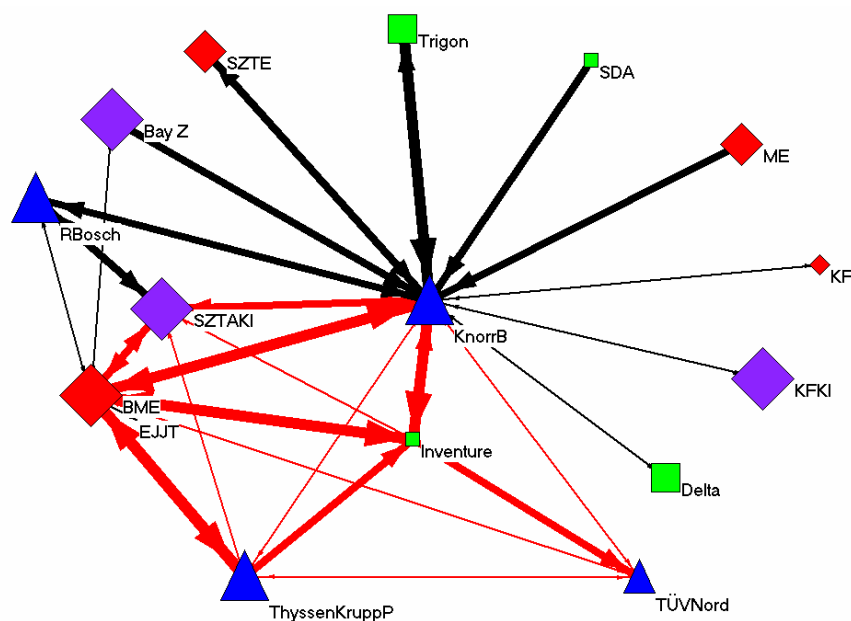 Trigon
SZTE
SDA
Bay Z
ME
RBosch
KF
SZTAKI
KnorrB
KFKI
BME
EJJT
Inventure
Delta
ThyssenKruppP
TÜVNord